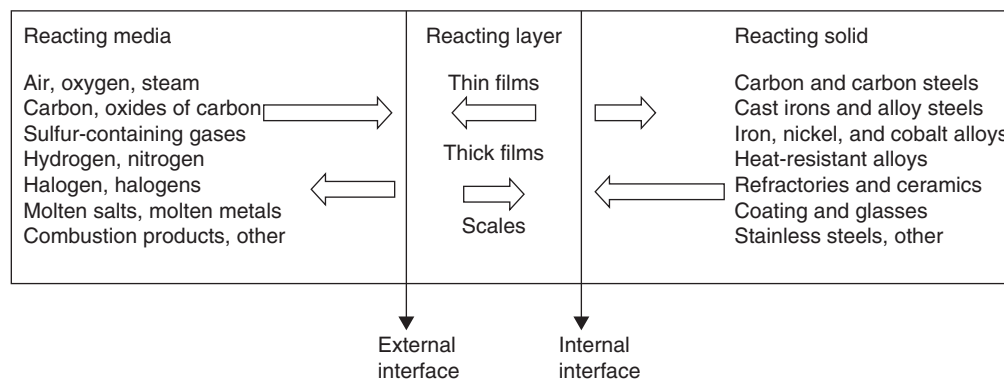 Reacting media
Air, oxygen, steam
Carbon, oxides of carbon
Sulfur-containing gases
Hydrogen, nitrogen
Halogen, halogens
Molten salts, molten metals
Combustion products, other
Reacting layer
Thin films
Thick films
Scales
Reacting solid
Carbon and carbon steels
Cast irons and alloy steels
Iron, nickel, and cobalt alloys
Heat-resistant alloys
Refractories and ceramics
Coating and glasses
Stainless steels, other
External
interface
Internal
interface